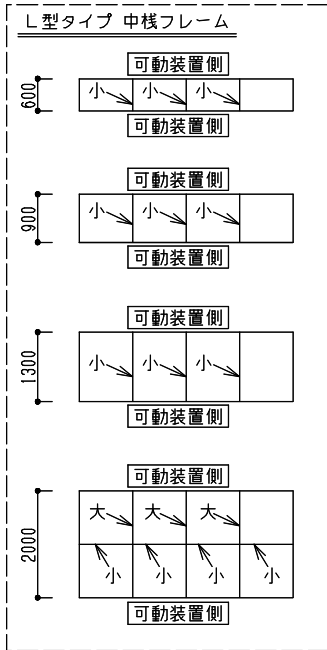 L型タイプ 中桟フレーム
可動装置側
600
小 小 小
可動装置側
可動装置側
900
小 小 小
可動装置側
可動装置側
1300
小 小 小
可動装置側
可動装置側
2000
大 大 大
小 小 小 小
可動装置側